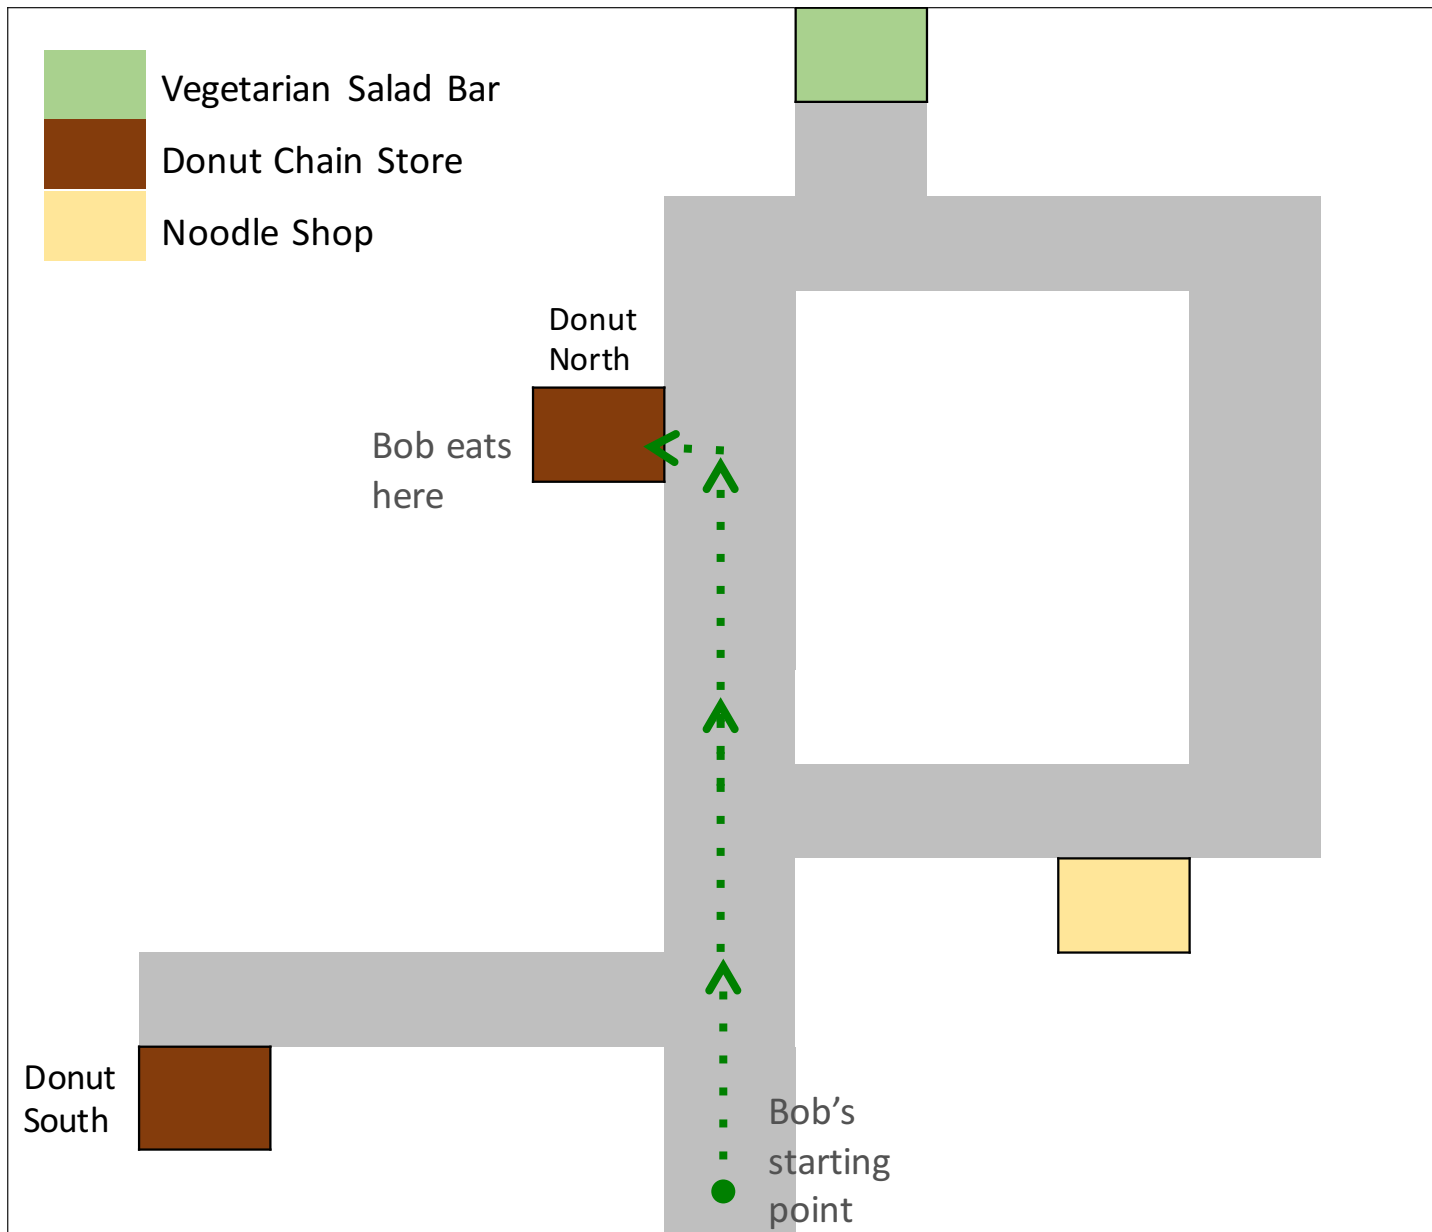 Vegetarian Salad Bar
Donut Chain Store
Noodle Shop
Donut
North
Bob eats
here
Donut
South
Bob's
starting
point